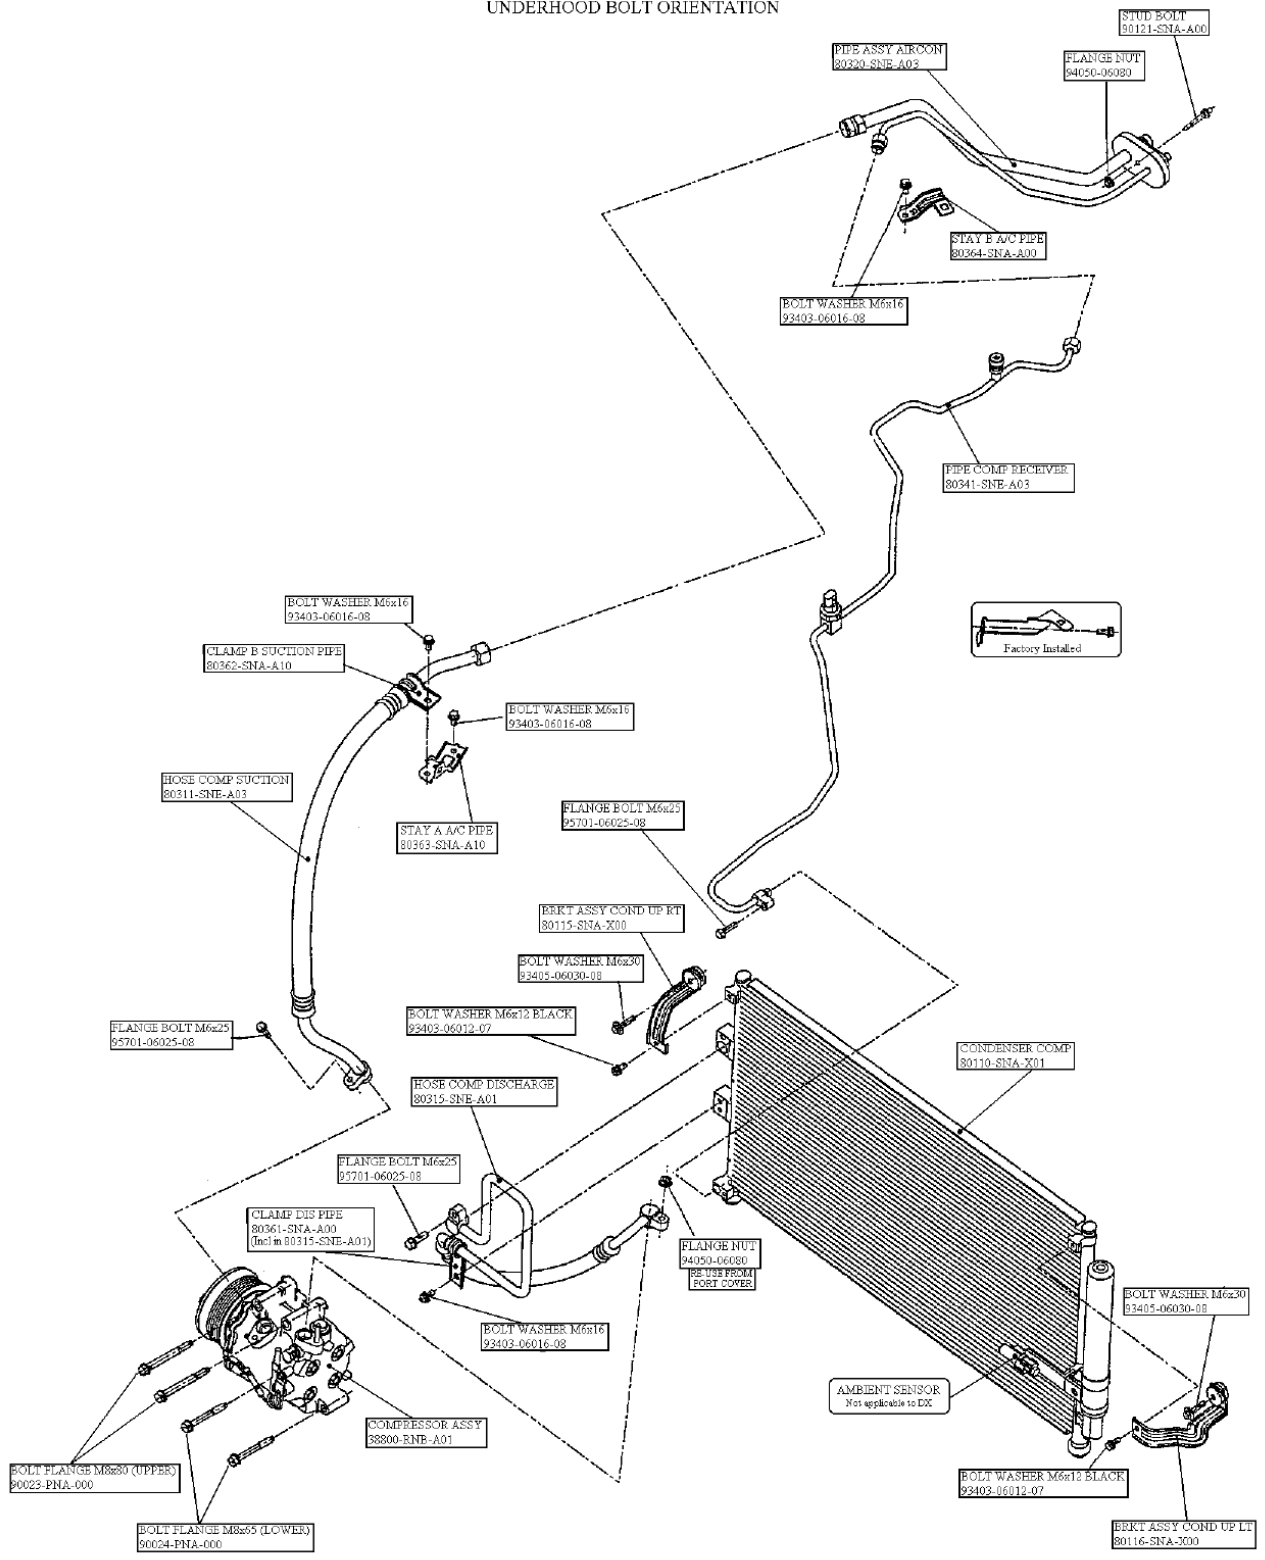 UNDERHOOD BOLT ORIENTATION
STUD BOLT
90121-SNA-A00
PIPE ASSY AIRCON
80320-SNE-A03
FLANGE NUT
94050-06080
STAY B A/C PIPE
80364-SNA-A00
BOLT WASHER M6x16
93403-06016-08
PIPE COMP RECEIVER
80341-SNE-A03
BOLT WASHER M6x16
93403-06016-08
Factory Installed
CLAMP B SUCTION PIPE
80362-SNA-A10
BOLT WASHER M6x16
93403-06016-08
HOSE COMP SUCTION
80311-SNE-A03
FLANGE BOLT M6x25
95701-06025-08
STAY A A/C PIPE
80363-SNA-A10
BRKT ASSY COND UP RT
80115-SNA-X00
BOLT WASHER M6x30
93405-06030-08
BOLT WASHER M6x12 BLACK
93403-06012-07
FLANGE BOLT M6x25
95701-06025-08
CONDENSER COMP
80110-SNA-X01
HOSE COMP DISCHARGE
80315-SNE-A01
FLANGE BOLT M6x25
95701-06025-08
CLAMP DIS PIPE
80361-SNA-A00
(Incl in 80315-SNE-A01)
FLANGE NUT
94050-06080
RE-USE FROM
PORT COVER
BOLT WASHER M6x30
93405-06030-08
BOLT WASHER M6x16
93403-06016-08
AMBIENT SENSOR
Not applicable to DX
COMPRESSOR ASSY
38800-RNB-A01
BOLT FLANGE M8x80 (UPPER)
90023-PNA-000
BOLT WASHER M6x12 BLACK
93403-06012-07
BOLT FLANGE M8x65 (LOWER)
90024-PNA-000
BRKT ASSY COND UP LT
80116-SNA-X00